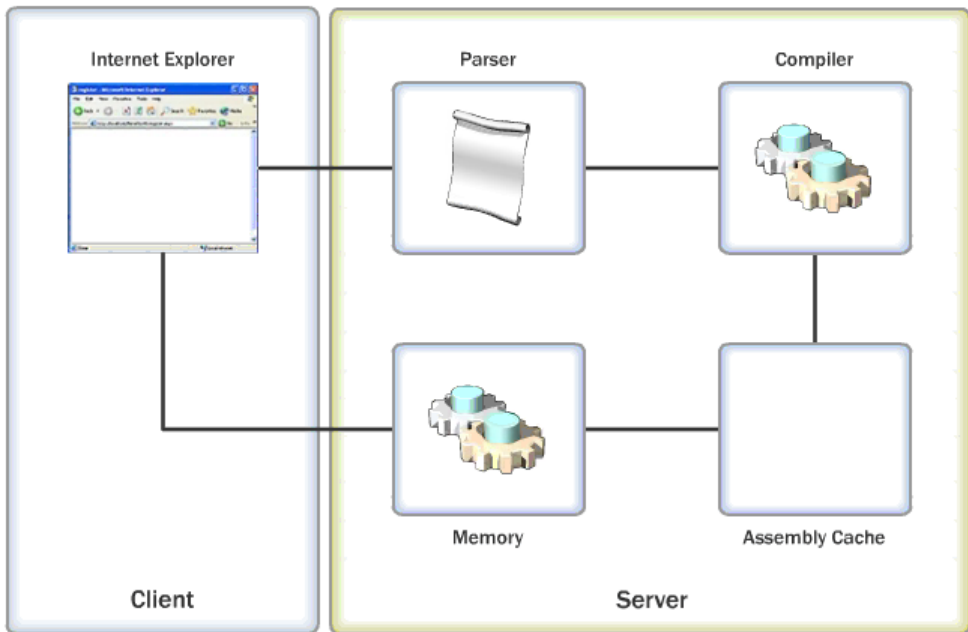 Internet Explorer
Parser
Compiler
Memory
Assembly Cache
Client
Server